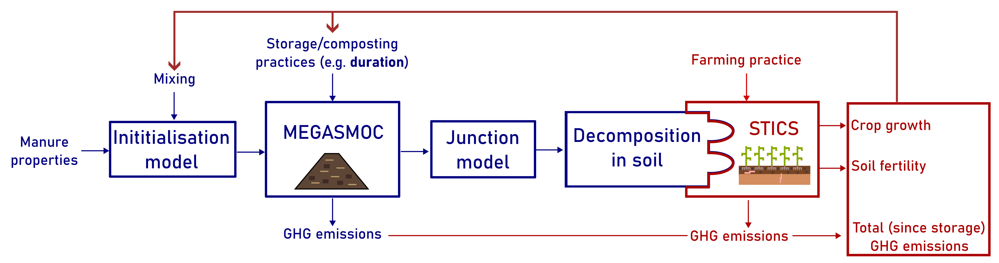 Storage/composting
practices (e.g. duration)
Farming practice
Mixing
Manure
properties
Inititialisation
model
MEGASMOC
Junction
model
Decomposition
in soil
STICS
Crop growth
Soil fertility
GHG emissions
GHG emissions
Total (since storage)
GHG emissions